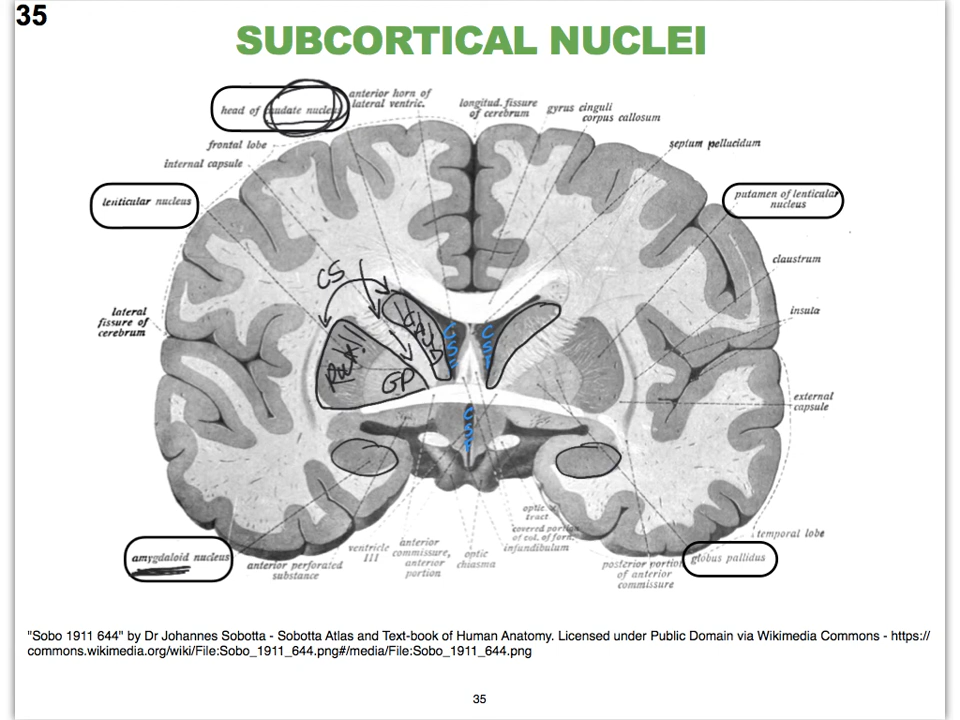 35
SUBCORTICAL NUCLEI
head of caudate nucleus
anterior horn of
lateral ventric.
longitud. fissure
of cerebrum
gyrus cinguli
corpus callosum
septum pellucidum
frontal lobe
internal capsule
lenticular nucleus
putamen of lenticular
nucleus
claustrum
lateral
fissure of
cerebrum
insula
external
capsule
CS
CAUD
Put!!
GP
CSF
CSF
CSF
amygdaloid nucleus
anterior perforated
substance
ventricle
III
anterior
commissure,
anterior
portion
optic
chiasma
optic
tract
covered portion
of col. of forn.
infundibulum
posterior portion
of anterior
commissure
globus pallidus
temporal lobe
"Sobo 1911 644" by Dr Johannes Sobotta - Sobotta Atlas and Text-book of Human Anatomy. Licensed under Public Domain via Wikimedia Commons - https://
commons.wikimedia.org/wiki/File:Sobo_1911_644.png#/media/File:Sobo_1911_644.png
35